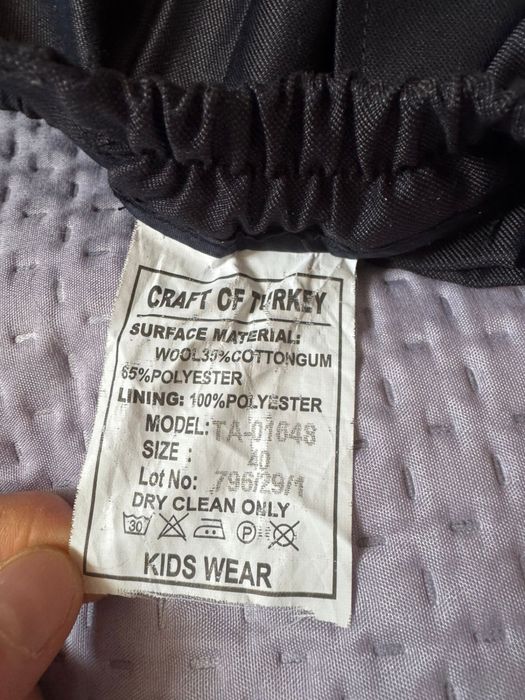 CRAFT OF TURKEY
SURFACE MATERIAL:
WOOL35%COTTONGUM
65%POLYESTER
LINING: 100%POLYESTER
MODEL: TA-01648
SIZE : 40
Lot No: 796/29/1
DRY CLEAN ONLY
30 P
KIDS WEAR